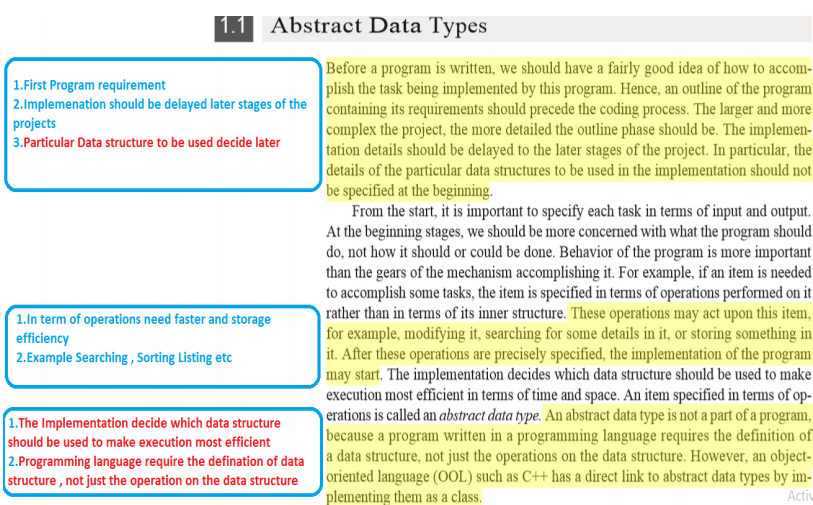 1.1 Abstract Data Types
1.First Program requirement
2.Implemenation should be delayed later stages of the
projects
3.Particular Data structure to be used decide later
Before a program is written, we should have a fairly good idea of how to accom-
plish the task being implemented by this program. Hence, an outline of the program
containing its requirements should precede the coding process. The larger and more
complex the project, the more detailed the outline phase should be. The implemen-
tation details should be delayed to the later stages of the project. In particular, the
details of the particular data structures to be used in the implementation should not
be specified at the beginning.
From the start, it is important to specify each task in terms of input and output.
At the beginning stages, we should be more concerned with what the program should
do, not how it should or could be done. Behavior of the program is more important
than the gears of the mechanism accomplishing it. For example, if an item is needed
to accomplish some tasks, the item is specified in terms of operations performed on it
rather than in terms of its inner structure. These operations may act upon this item,
for example, modifying it, searching for some details in it, or storing something in
it. After these operations are precisely specified, the implementation of the program
may start. The implementation decides which data structure should be used to make
execution most efficient in terms of time and space. An item specified in terms of op-
erations is called an abstract data type. An abstract data type is not a part of a program,
because a program written in a programming language requires the definition of
a data structure, not just the operations on the data structure. However, an object-
oriented language (OOL) such as C++ has a direct link to abstract data types by im-
plementing them as a class.
1.In term of operations need faster and storage
efficiency
2.Example Searching , Sorting Listing etc
1.The Implementation decide which data structure
should be used to make execution most efficient
2.Programming language require the defination of data
structure , not just the operation on the data structure
Activ